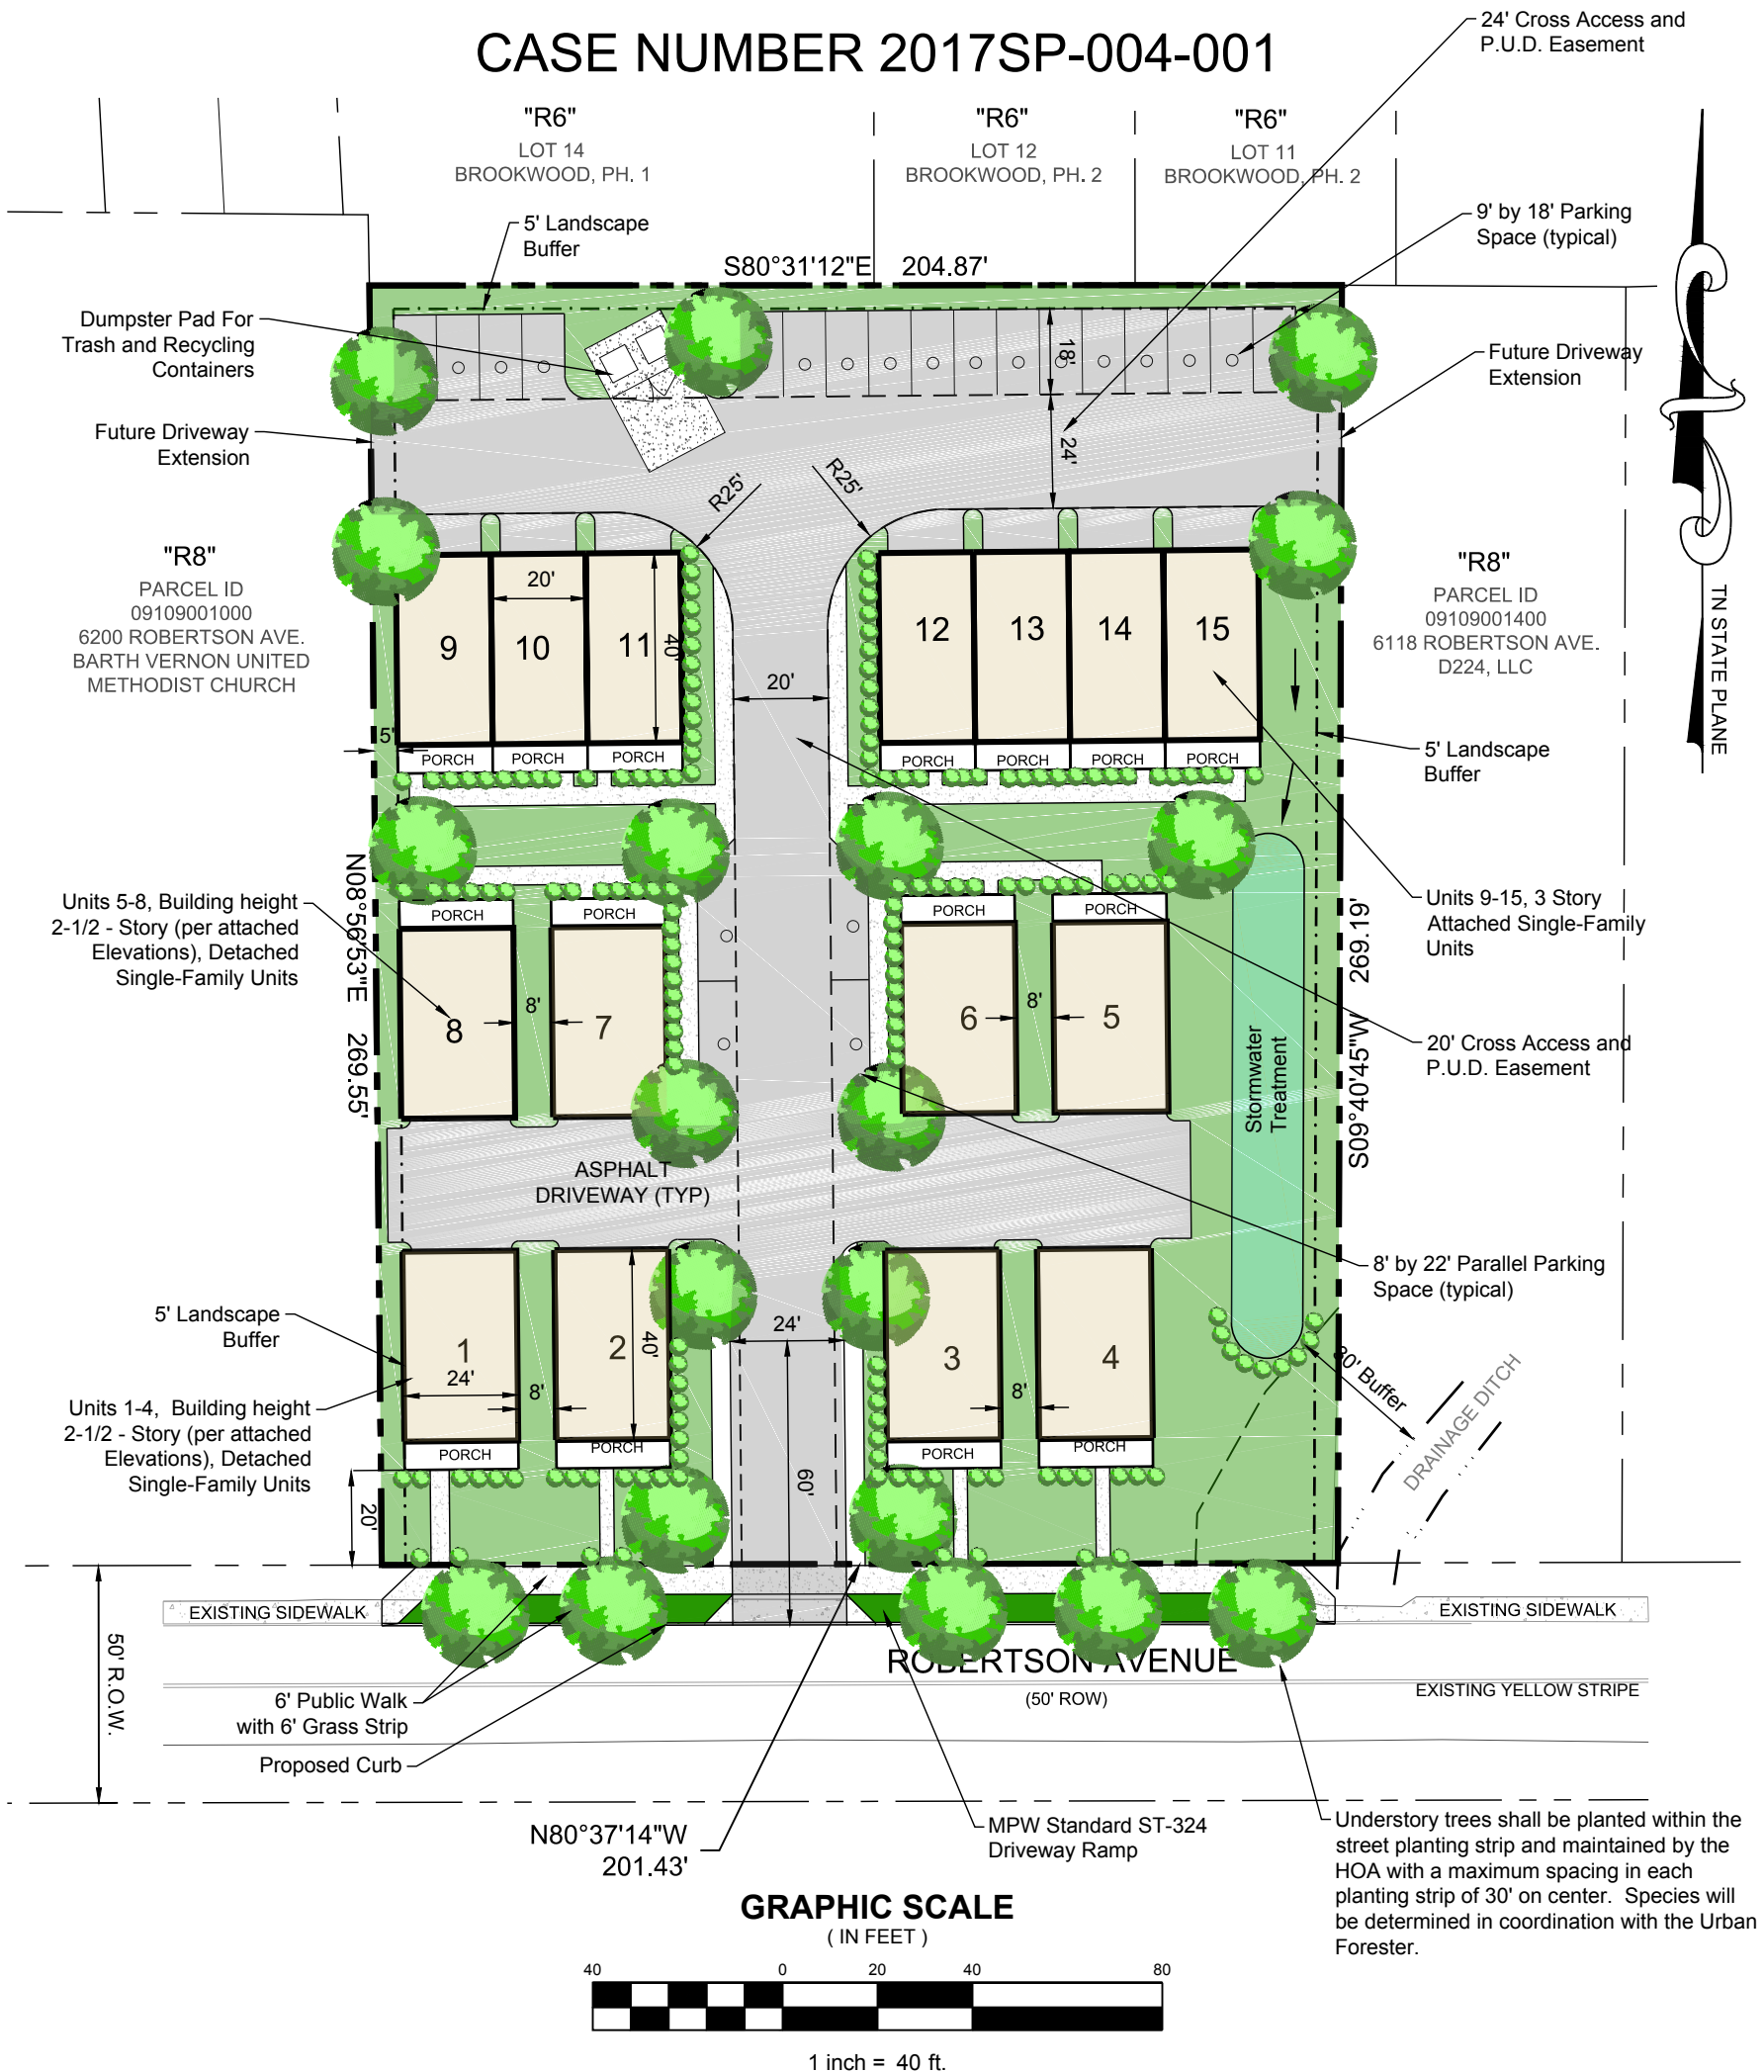 CASE NUMBER 2017SP-004-001
24' Cross Access and
P.U.D. Easement
"R6"
LOT 14
BROOKWOOD, PH. 1
"R6"
LOT 12
BROOKWOOD, PH. 2
"R6"
LOT 11
BROOKWOOD, PH. 2
5' Landscape
Buffer
9' by 18' Parking
Space (typical)
S80°31'12"E 204.87'
Dumpster Pad For
Trash and Recycling
Containers
18'
Future Driveway
Extension
Future Driveway
Extension
24'
R25'
R25'
"R8"
PARCEL ID
09109001000
6200 ROBERTSON AVE.
BARTH VERNON UNITED
METHODIST CHURCH
"R8"
PARCEL ID
09109001400
6118 ROBERTSON AVE.
D224, LLC
TN STATE PLANE
20'
9
10
11
40'
12
13
14
15
20'
5'
PORCH
PORCH
PORCH
PORCH
PORCH
PORCH
PORCH
5' Landscape
Buffer
N08°56'53"E 269.55'
S09°40'45"W 269.19'
Units 5-8, Building height
2-1/2 - Story (per attached
Elevations), Detached
Single-Family Units
PORCH
PORCH
PORCH
PORCH
Units 9-15, 3 Story
Attached Single-Family
Units
8
8'
7
6
8'
5
Stormwater
Treatment
20' Cross Access and
P.U.D. Easement
ASPHALT
DRIVEWAY (TYP)
8' by 22' Parallel Parking
Space (typical)
5' Landscape
Buffer
24'
1
24'
8'
2
40'
3
8'
4
30' Buffer
DRAINAGE DITCH
Units 1-4, Building height
2-1/2 - Story (per attached
Elevations), Detached
Single-Family Units
PORCH
PORCH
PORCH
PORCH
20'
60'
EXISTING SIDEWALK
EXISTING SIDEWALK
50' R.O.W.
ROBERTSON AVENUE
(50' ROW)
EXISTING YELLOW STRIPE
6' Public Walk
with 6' Grass Strip
Proposed Curb
N80°37'14"W
201.43'
MPW Standard ST-324
Driveway Ramp
Understory trees shall be planted within the
street planting strip and maintained by the
HOA with a maximum spacing in each
planting strip of 30' on center. Species will
be determined in coordination with the Urban
Forester.
GRAPHIC SCALE
( IN FEET )
40 0 20 40 80
1 inch = 40 ft.